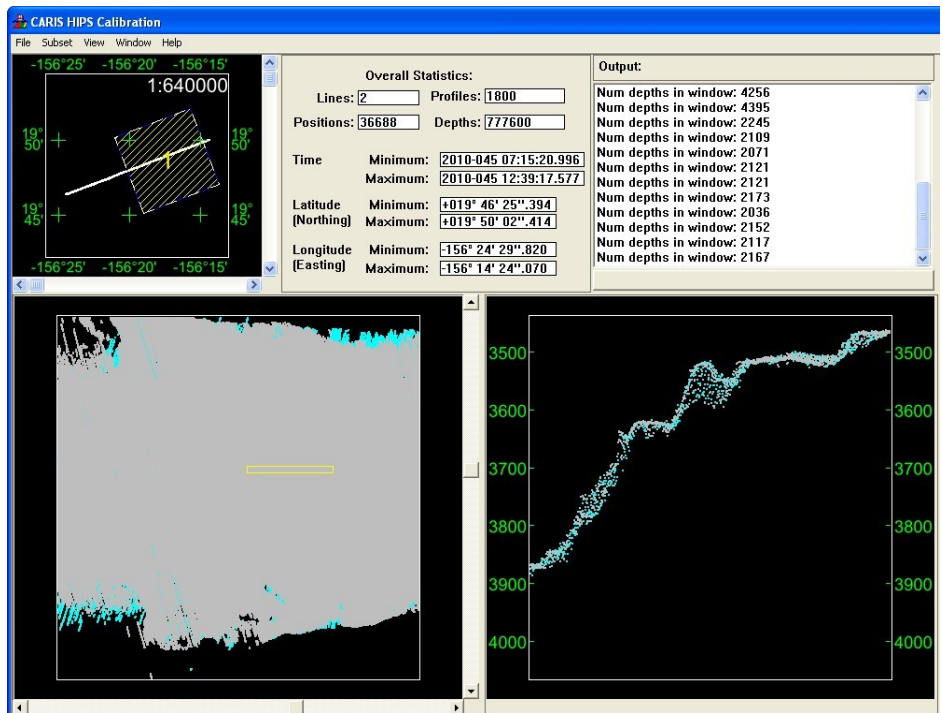 CARIS HIPS Calibration
File Subset View Window Help
-156°25' -156°20' -156°15'
1:640000
19° 50' 19° 50'
1
19° 45' 19° 45'
-156°25' -156°20' -156°15'
Overall Statistics:
Lines: 2 Profiles: 1800
Positions: 36688 Depths: 777600
Time Minimum: 2010-045 07:15:20.996
Maximum: 2010-045 12:39:17.577
Latitude Minimum: +019° 46' 25".394
(Northing) Maximum: +019° 50' 02".414
Longitude Minimum: -156° 24' 29".820
(Easting) Maximum: -156° 14' 24".070
Output:
Num depths in window: 4256
Num depths in window: 4395
Num depths in window: 2245
Num depths in window: 2109
Num depths in window: 2071
Num depths in window: 2121
Num depths in window: 2121
Num depths in window: 2173
Num depths in window: 2036
Num depths in window: 2152
Num depths in window: 2117
Num depths in window: 2167
3500 3500
3600 3600
3700 3700
3800 3800
3900 3900
4000 4000